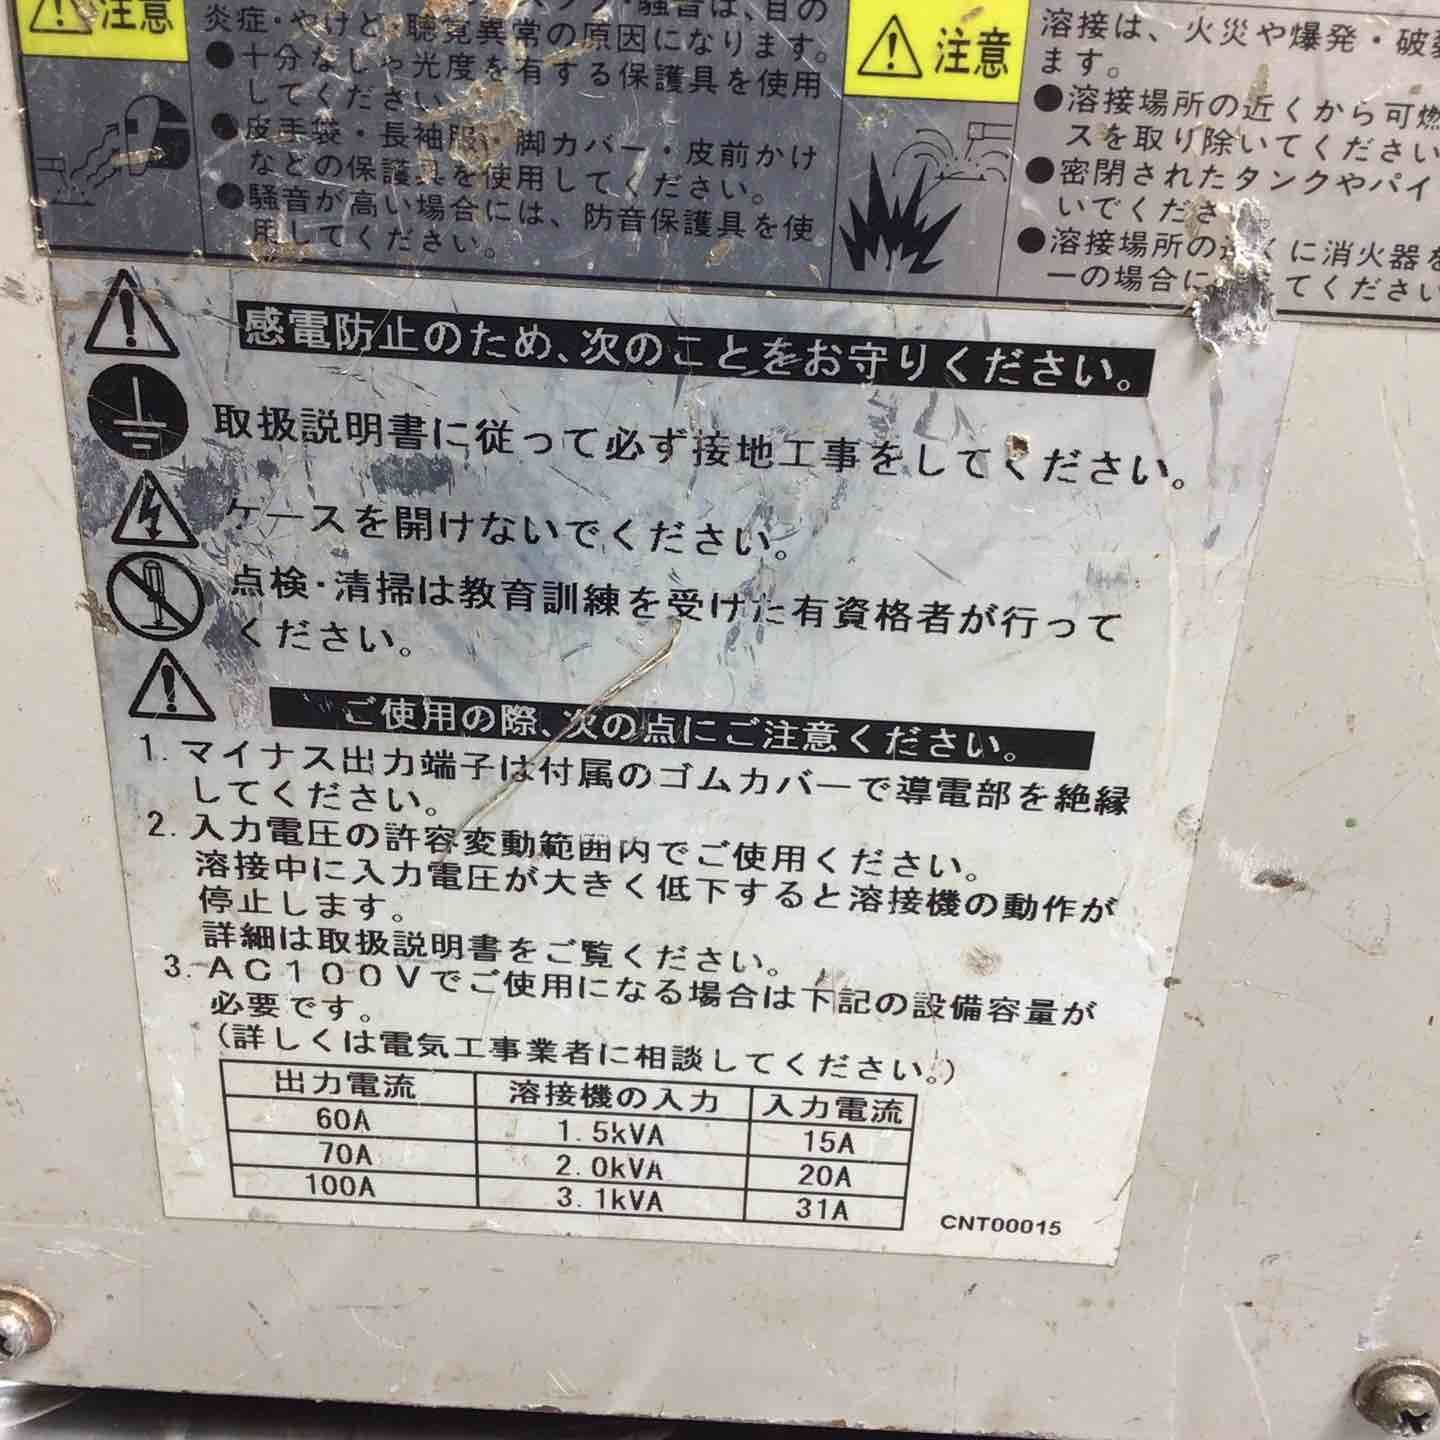 注意
騒音は、目の
炎症・やけど・聴覚異常の原因になります。
●十分なしゃ光度を有する保護具を使用
してください。
●皮手袋・長袖服・脚カバー・皮前かけ
などの保護具を使用してください。
●騒音が高い場合には、防音保護具を使
用してください。
注意
溶接は、火災や爆発・破裂
ます。
●溶接場所の近くから可燃
スを取り除いてください
●密閉されたタンクやパイ
いでくださ
●溶接場所の近くに消火器を
ーの場合に てください
感電防止のため、次のことをお守りください。
取扱説明書に従って必ず接地工事をしてください。
ケースを開けないでください。
点検・清掃は教育訓練を受けた有資格者が行って
ください。
ご使用の際、次の点にご注意ください。
1. マイナス出力端子は付属のゴムカバーで導電部を絶縁
してください。
2. 入力電圧の許容変動範囲内でご使用ください。
溶接中に入力電圧が大きく低下すると溶接機の動作が
停止します。
詳細は取扱説明書をご覧ください。
3. AC100Vでご使用になる場合は下記の設備容量が
必要です。
(詳しくは電気工事業者に相談してください。)
出力電流 溶接機の入力 入力電流
60A 1.5kVA 15A
70A 2.0kVA 20A
100A 3.1kVA 31A
CNT00015